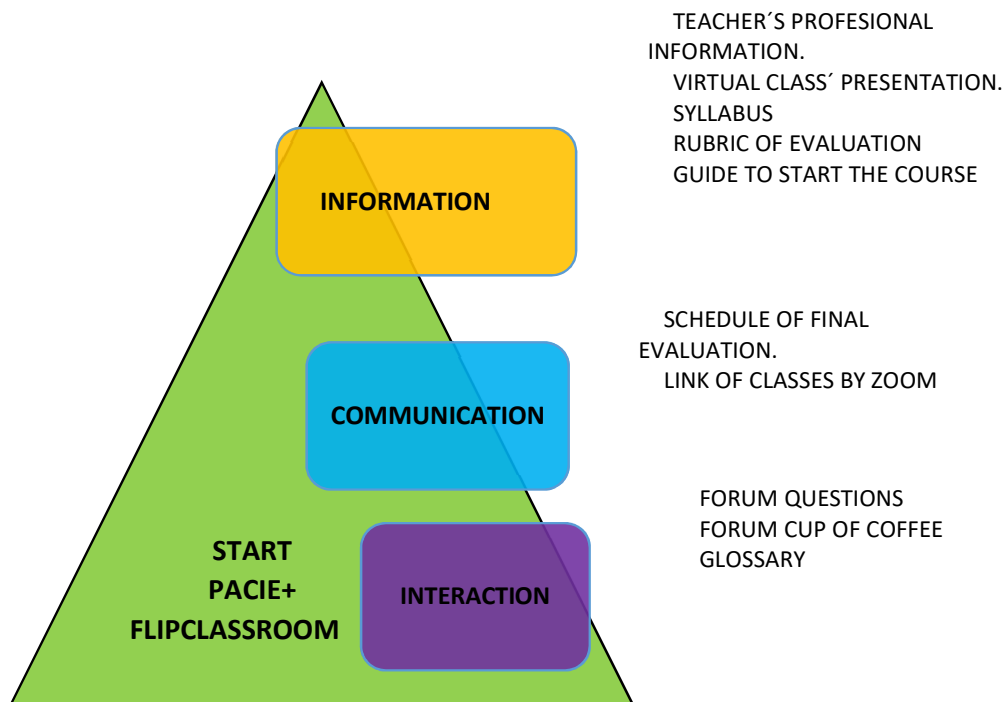 TEACHER´S PROFESIONAL
INFORMATION.
VIRTUAL CLASS´ PRESENTATION.
SYLLABUS
RUBRIC OF EVALUATION
GUIDE TO START THE COURSE
INFORMATION
SCHEDULE OF FINAL
EVALUATION.
LINK OF CLASSES BY ZOOM
COMMUNICATION
FORUM QUESTIONS
FORUM CUP OF COFFEE
GLOSSARY
START
PACIE+
FLIPCLASSROOM
INTERACTION